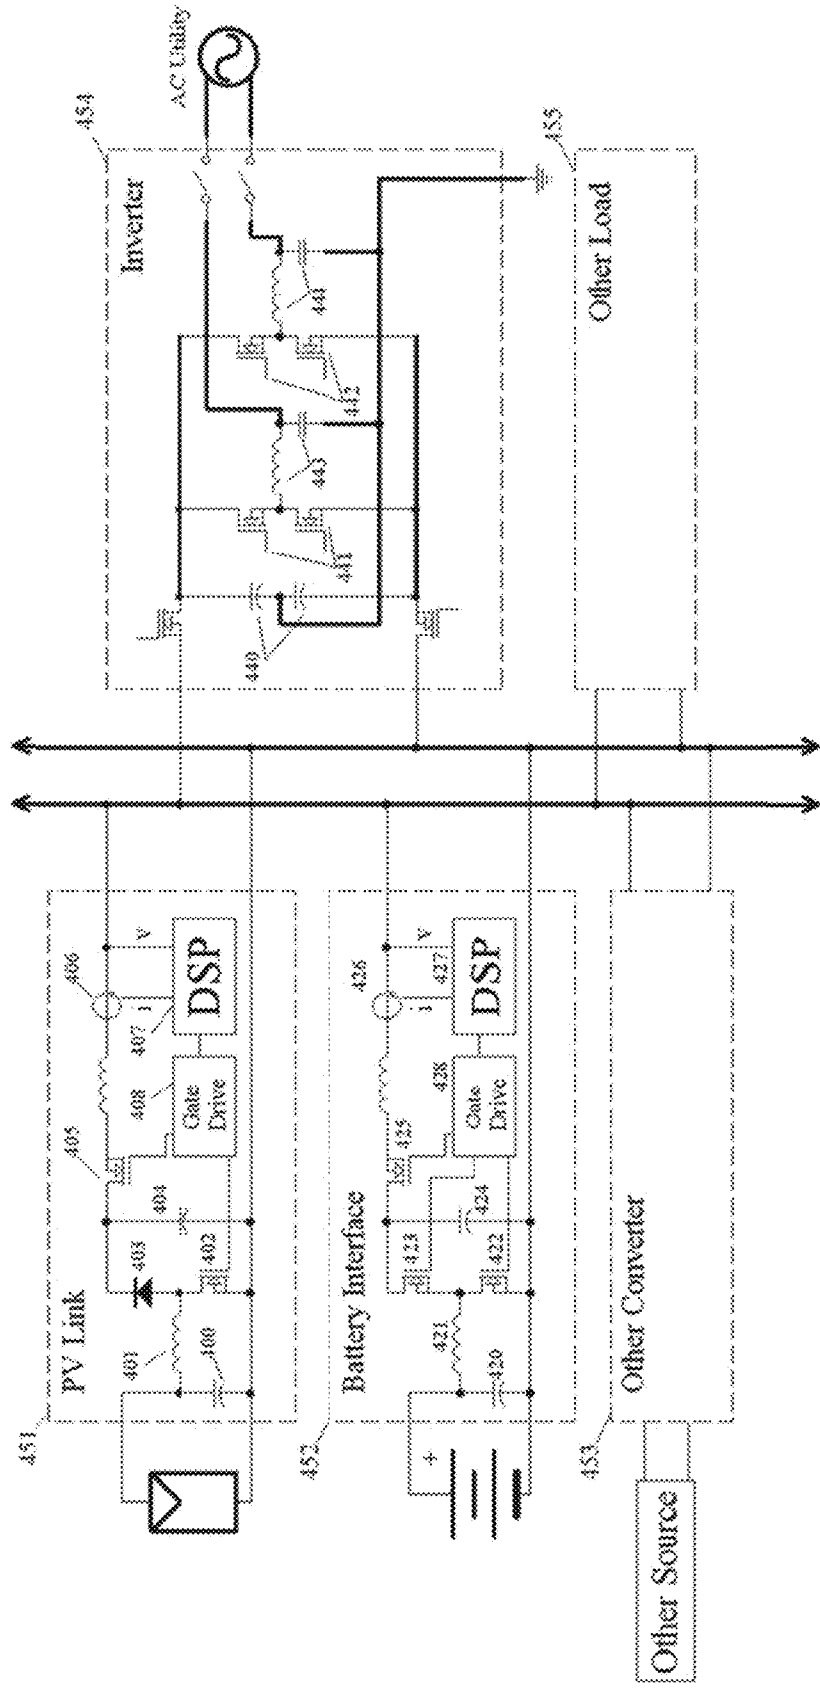 451
PV Link
401
100
403
402
404
405
408
Gate
Drive
407
406
i
V
DSP
452
Battery Interface
+
421
420
423
422
424
425
428
Gate
Drive
426
i
427
V
DSP
453
Other Converter
Other Source
454
Inverter
AC Utility
440
441
443
442
444
455
Other Load